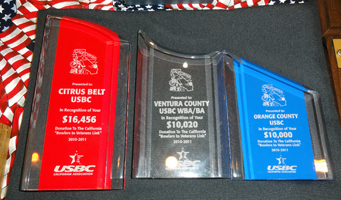 Presented to:
CITRUS BELT
USBC
In Recognition of Your
$16,456
Donation To The California
"Bowlers to Veterans Link"
2010-2011
USBC
CALIFORNIA ASSOCIATION
Presented to:
VENTURA COUNTY
USBC WBA/BA
In Recognition of Your
$10,020
Donation To The California
"Bowlers To Veterans Link"
2010-2011
USBC
Presented to:
ORANGE COUNTY
USBC
In Recognition of Your
$10,000
Donation To The California
"Bowlers To Veterans Link"
2010-2011
USBC